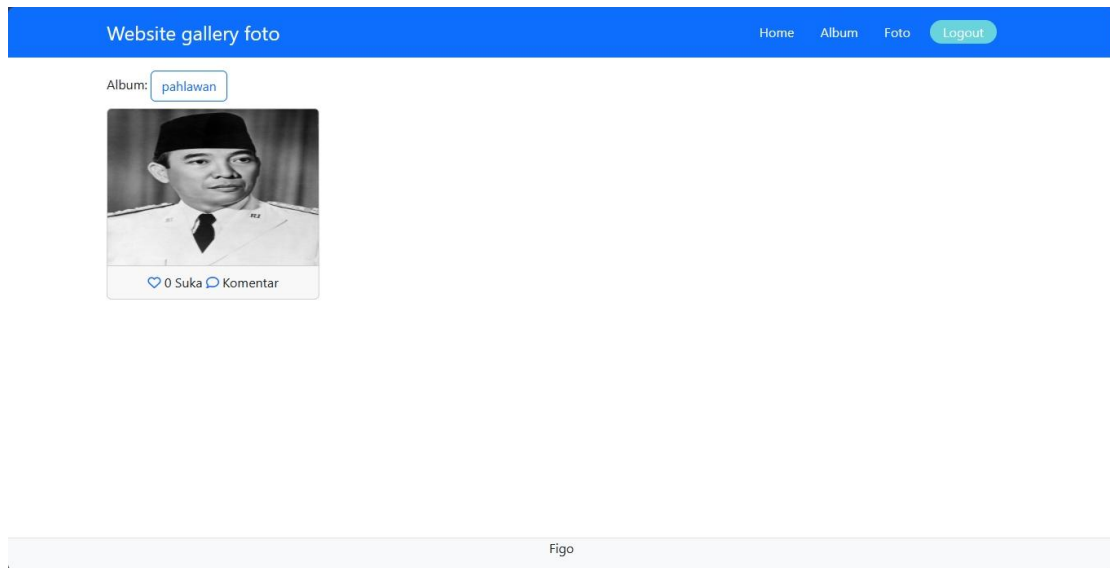 Website gallery foto
Home Album Foto Logout
Album: pahlawan
0 Suka Komentar
Figo